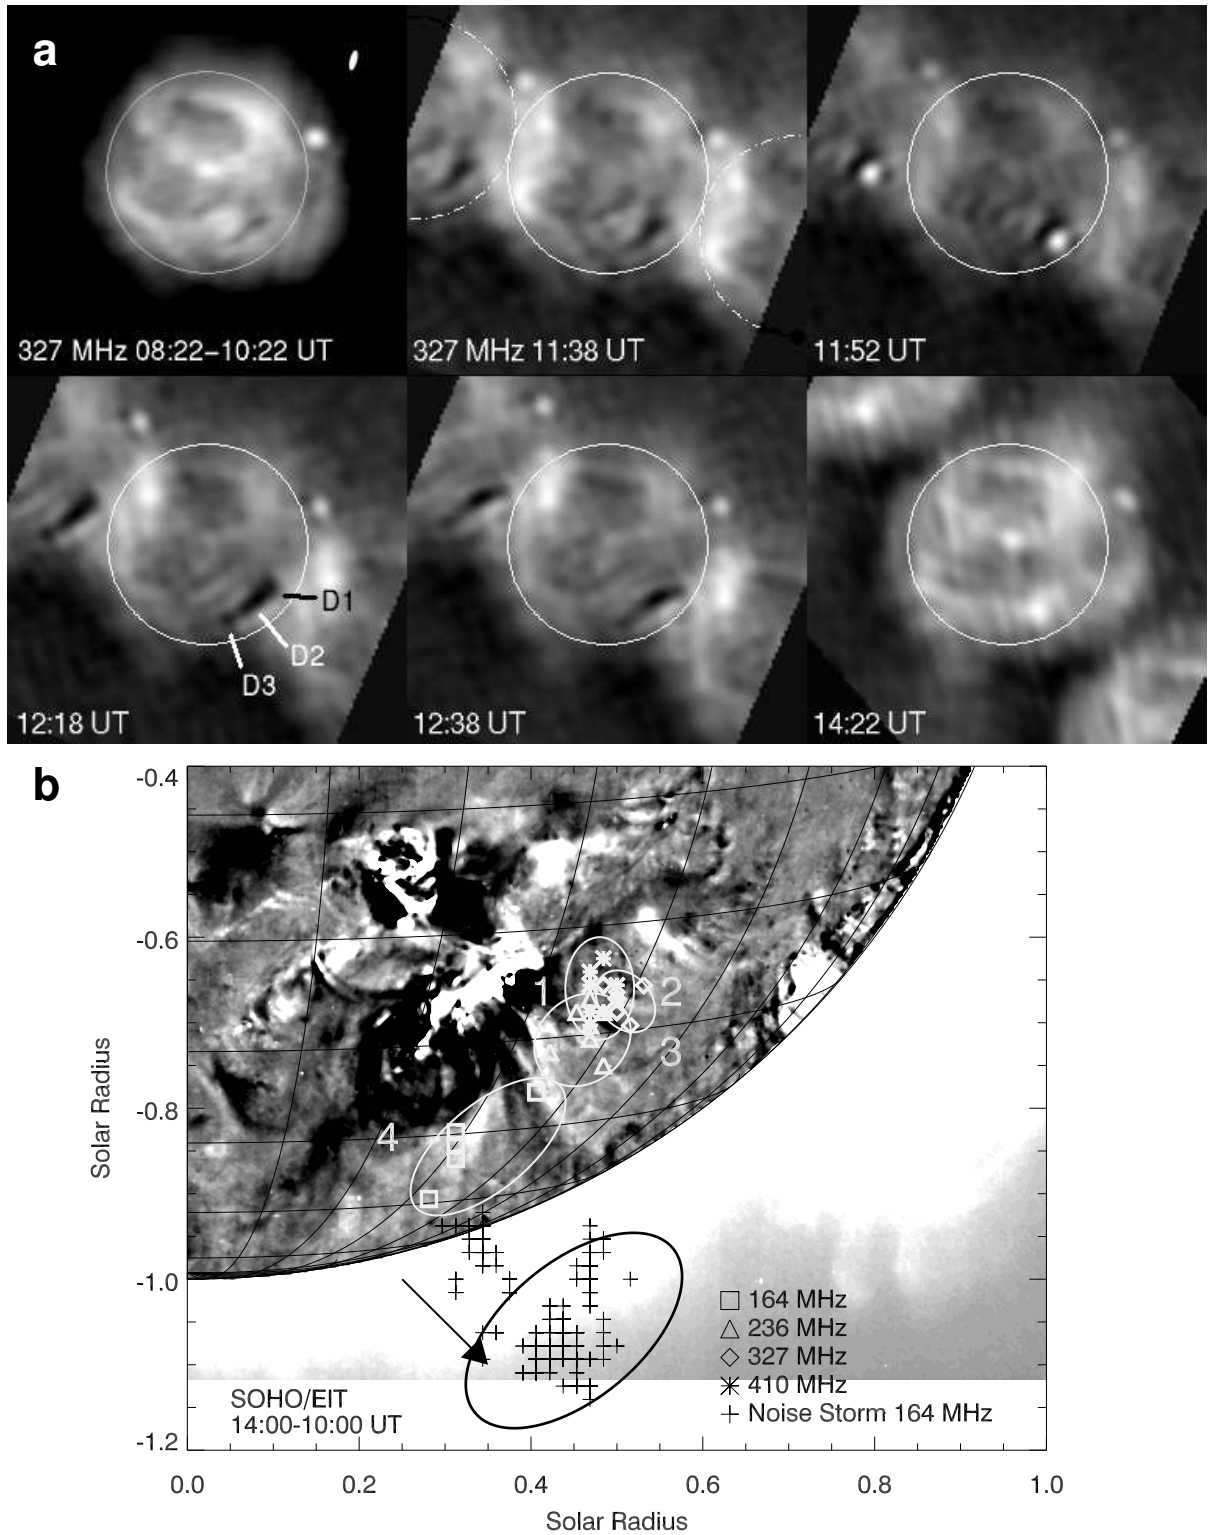 a
327 MHz 08:22–10:22 UT
327 MHz 11:38 UT
11:52 UT
D1
D2
D3
12:18 UT
12:38 UT
14:22 UT
b
-0.4
-0.6
-0.8
-1.0
-1.2
Solar Radius
1
2
3
4
164 MHz
236 MHz
327 MHz
410 MHz
Noise Storm 164 MHz
SOHO/EIT
14:00-10:00 UT
0.0 0.2 0.4 0.6 0.8 1.0
Solar Radius